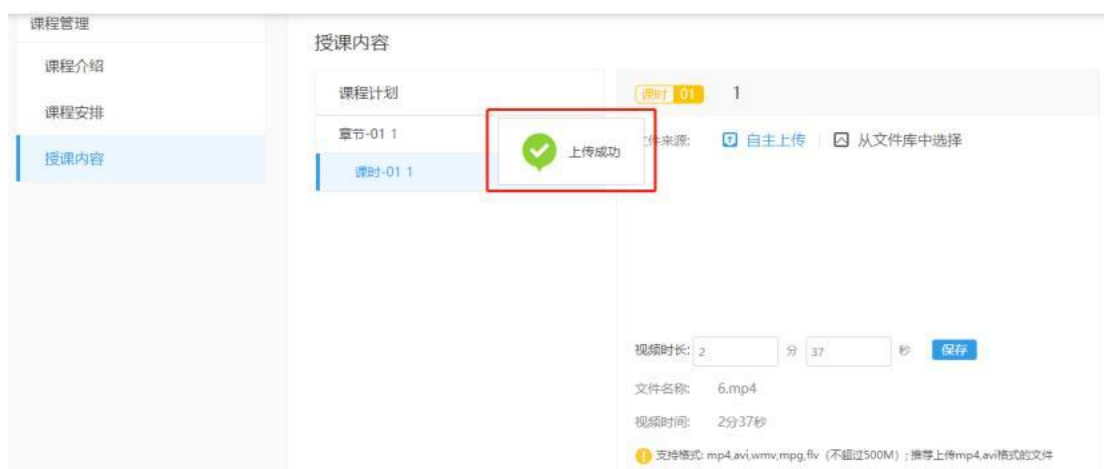 课程管理
课程介绍
课程安排
授课内容
授课内容
课程计划
章节-01 1
课时-01 1
上传成功
课时 01 1
件来源: 自主上传 从文件库中选择
视频时长: 2 分 37 秒 保存
文件名称: 6.mp4
视频时间: 2分37秒
支持格式: mp4,avi,wmv,mpg,flv（不超过500M）; 推荐上传mp4,avi格式的文件